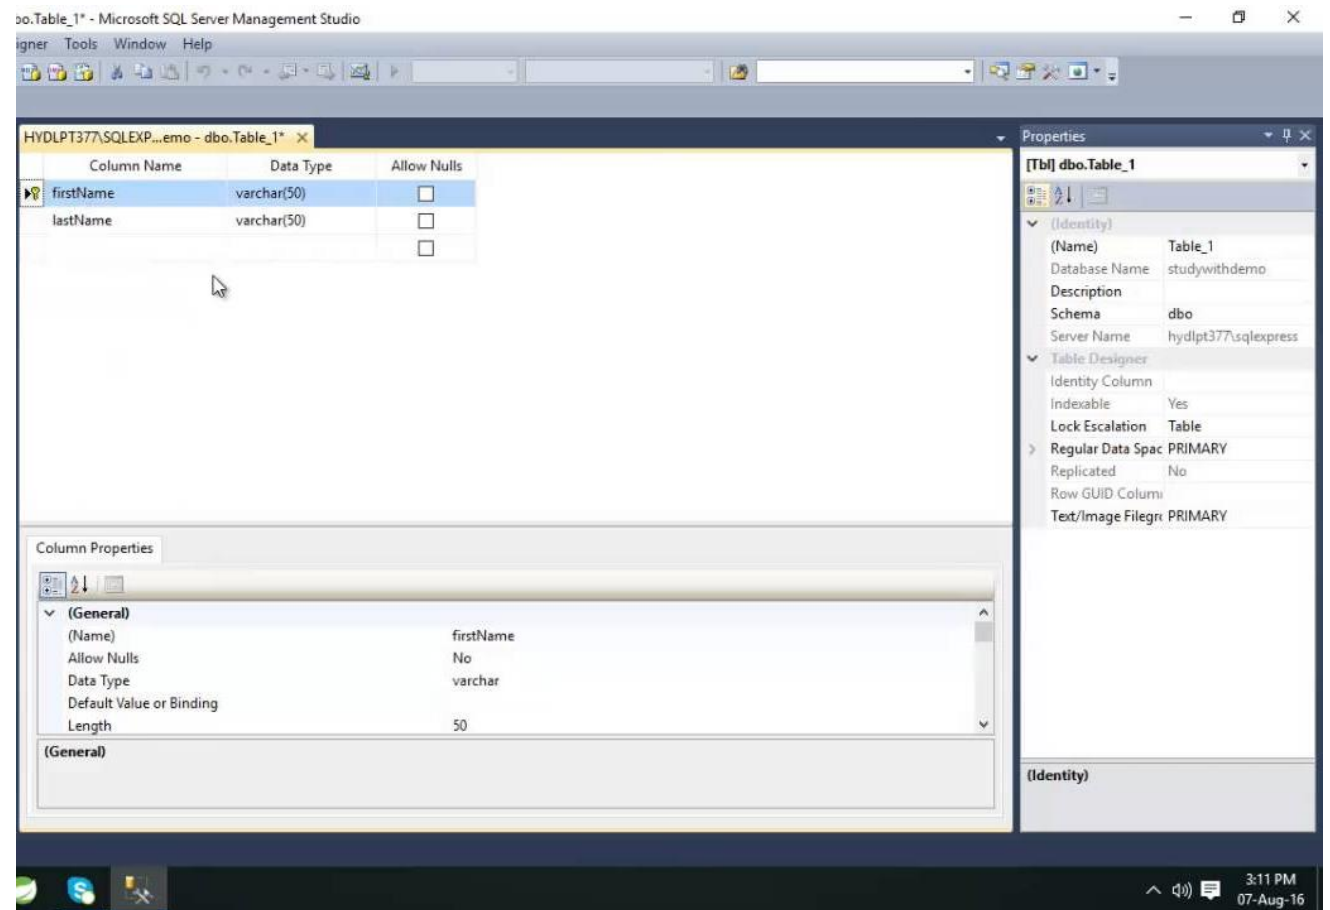 bo.Table_1* - Microsoft SQL Server Management Studio
igner Tools Window Help
HYDLPT377\SQLEXP...emo - dbo.Table_1*
Column Name Data Type Allow Nulls
firstName varchar(50)
lastName varchar(50)
Column Properties
(General)
(Name) firstName
Allow Nulls No
Data Type varchar
Default Value or Binding
Length 50
(General)
Properties
[Tbl] dbo.Table_1
(Identity)
(Name) Table_1
Database Name studywithdemo
Description
Schema dbo
Server Name hydlpt377\sqlexpress
Table Designer
Identity Column
Indexable Yes
Lock Escalation Table
Regular Data Spac PRIMARY
Replicated No
Row GUID Colum
Text/Image Filegr PRIMARY
(Identity)
3:11 PM
07-Aug-16